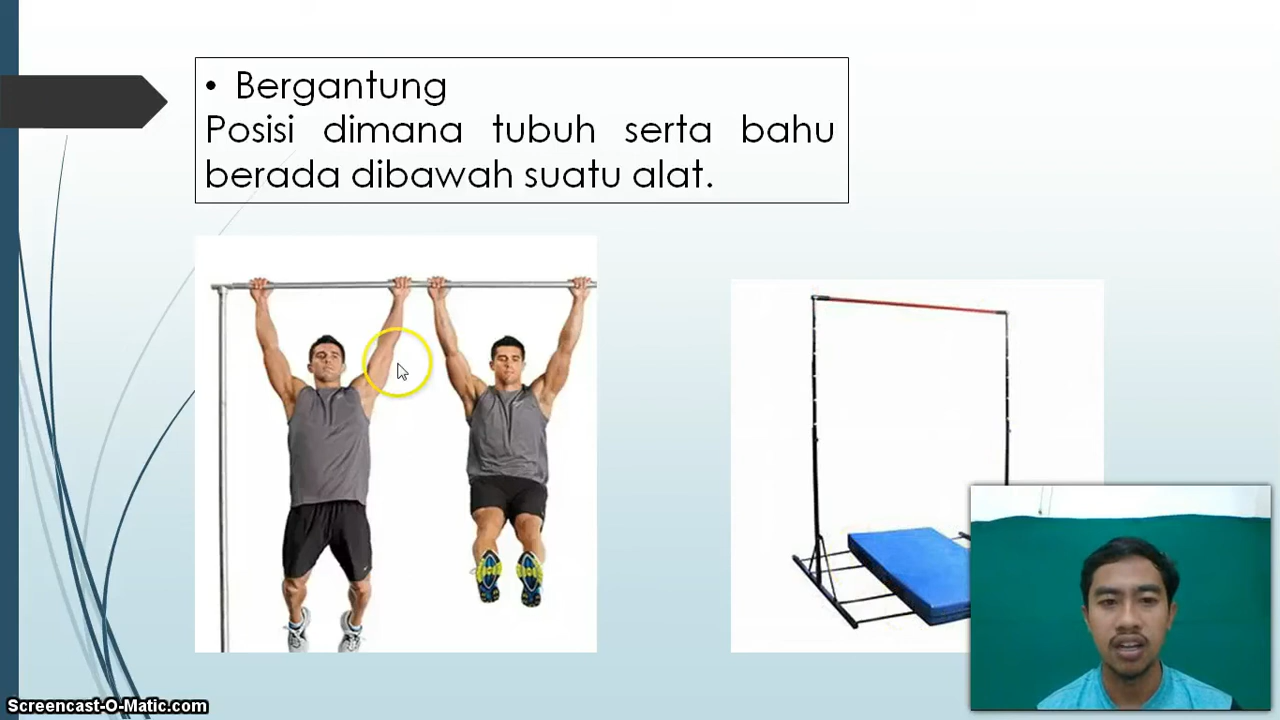 • Bergantung
Posisi dimana tubuh serta bahu
berada dibawah suatu alat.
Screencast-O-Matic.com